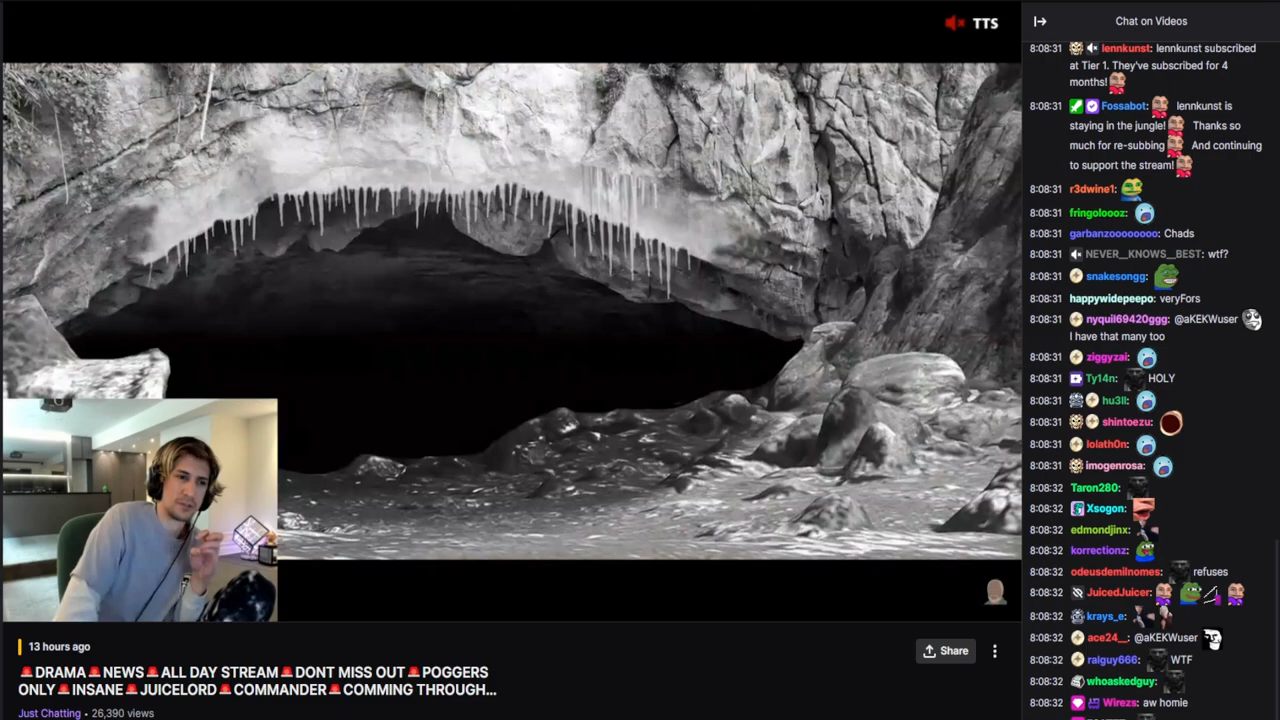 TTS
Chat on Videos
8:08:31 lennkunst: lennkunst subscribed
at Tier 1. They've subscribed for 4
months!
8:08:31 Fossabot: lennkunst is
staying in the jungle! Thanks so
much for re-subbing And continuing
to support the stream!
8:08:31 r3dwine1:
8:08:31 fringoloooz:
8:08:31 garbanzoooooooo: Chads
8:08:31 NEVER__KNOWS__BEST: wtf?
8:08:31 snakesongg:
8:08:31 happywidepeepo: veryFors
8:08:31 nyquil69420ggg: @aKEKWuser
I have that many too
8:08:31 ziggyzai:
8:08:31 Ty14n: HOLY
8:08:31 hu3ll:
8:08:31 shintoezu:
8:08:31 lolath0n:
8:08:31 imogenrosa:
8:08:32 Taron280:
8:08:32 Xsogon:
8:08:32 edmondjinx:
8:08:32 korrectionz:
8:08:32 odeusdemilnomes: refuses
8:08:32 JuicedJuicer:
8:08:32 krays_e:
8:08:32 ace24__: @aKEKWuser
8:08:32 ralguy666: WTF
8:08:32 whoaskedguy:
8:08:32 Wirezs: aw homie
13 hours ago
Share
DRAMA NEWS ALL DAY STREAM DONT MISS OUT POGGERS
ONLY INSANE JUICELORD COMMANDER COMMING THROUGH...
Just Chatting • 26,390 views